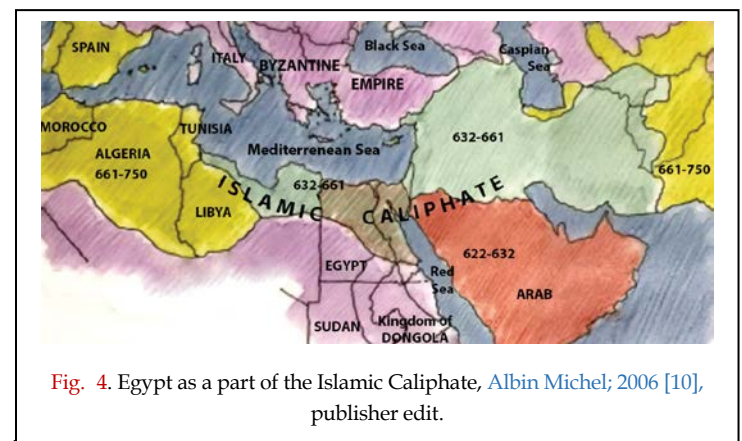 Black Sea
Caspian
Sea
SPAIN
ITALY
BYZANTINE
EMPIRE
MOROCCO
TUNISIA
Mediterrenean Sea
632-661
ALGERIA
661-750
632-661
661-750
ISLAMIC CALIPHATE
LIBYA
622-632
EGYPT
Red
Sea
ARAB
SUDAN
Kingdom of
DONGOLA
Fig. 4. Egypt as a part of the Islamic Caliphate, Albin Michel; 2006 [10],
publisher edit.